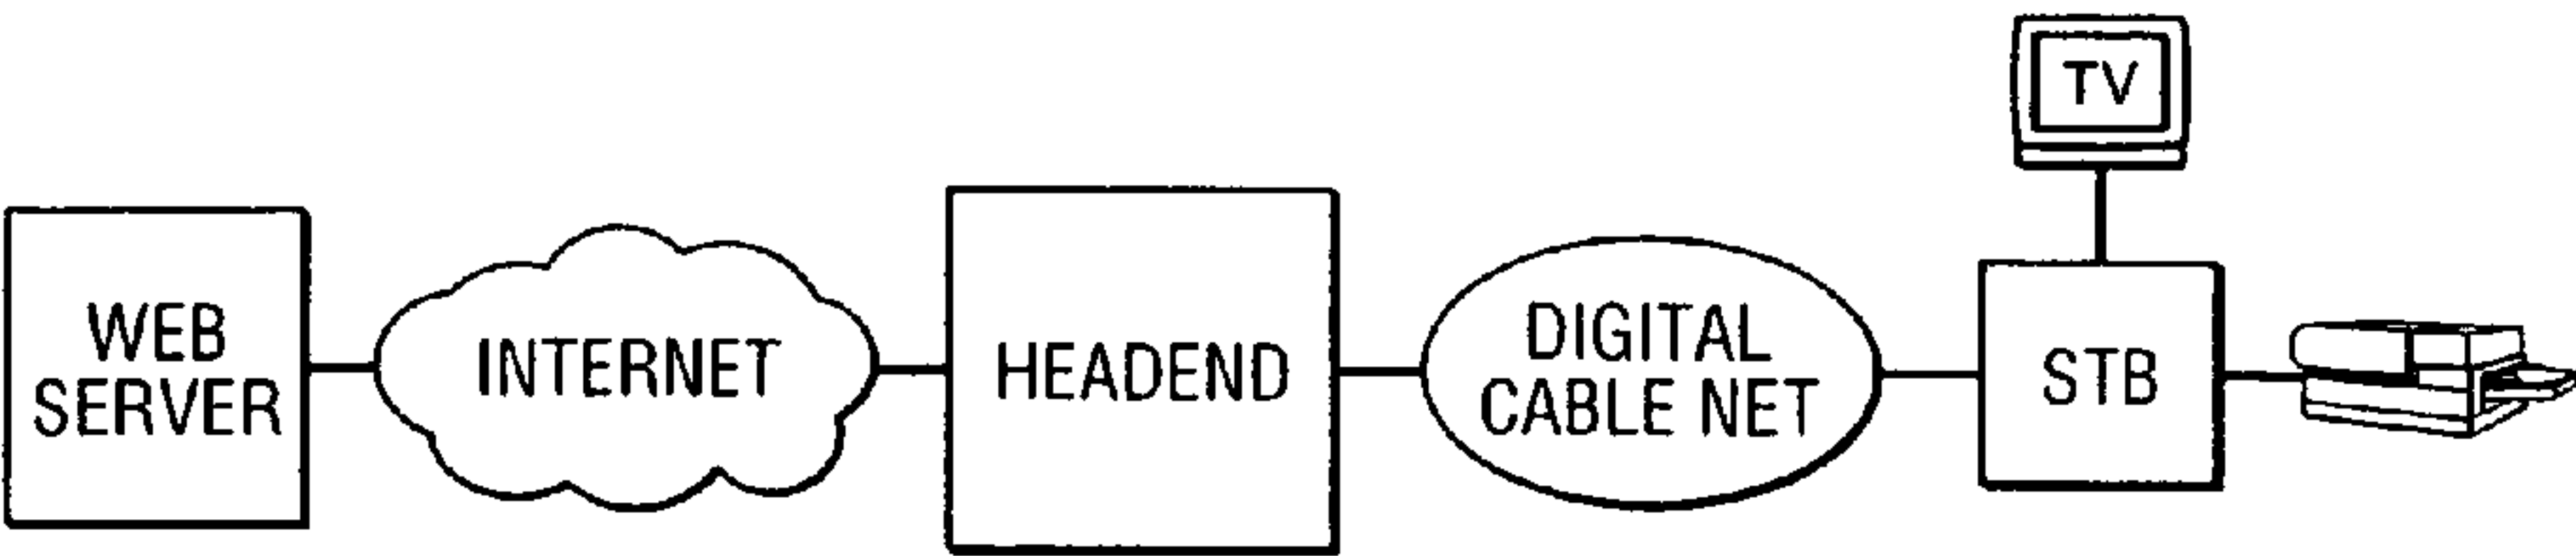 WEB
SERVER
INTERNET
HEADEND
DIGITAL
CABLE NET
TV
STB